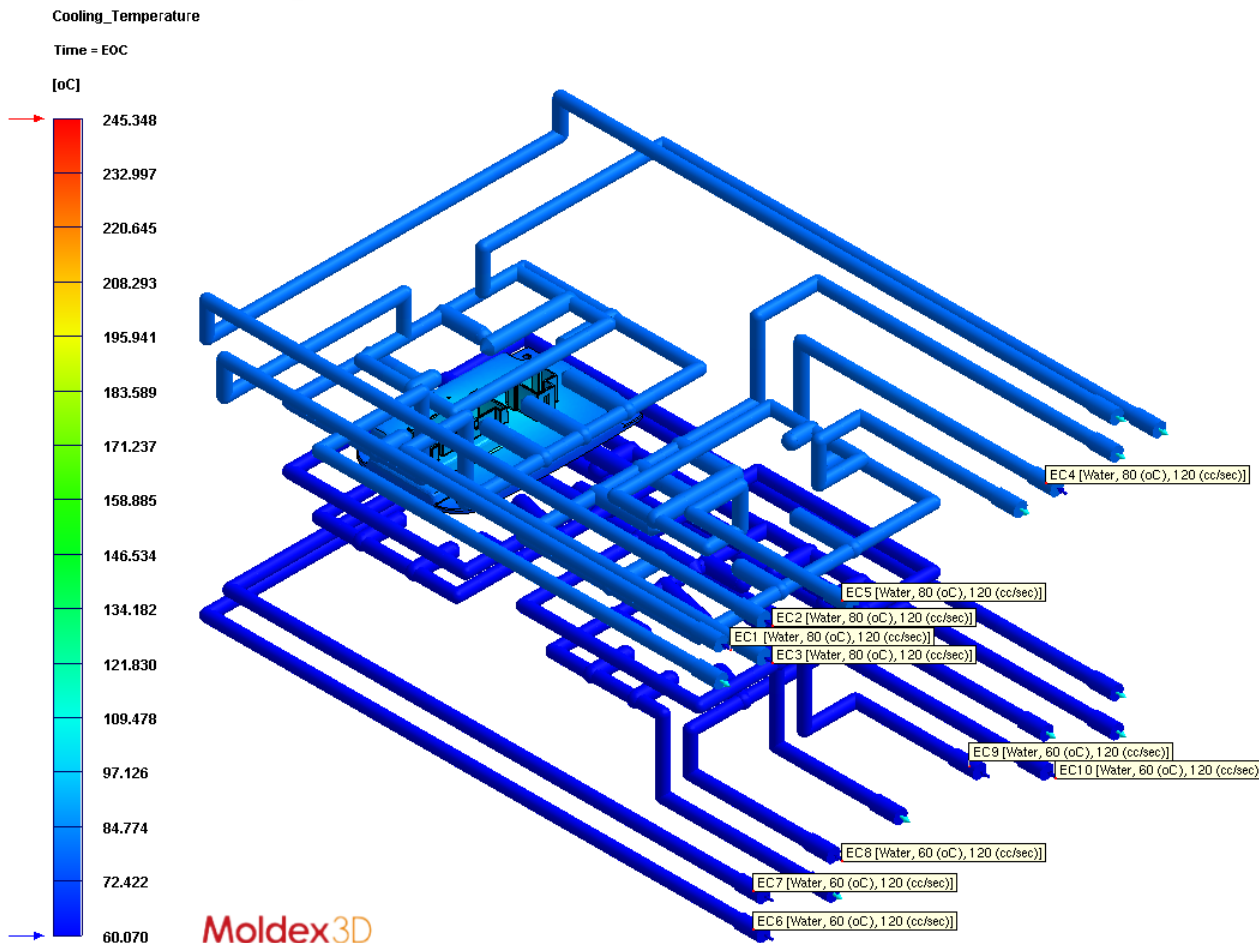 Cooling_Temperature
Time = EOC
[oC]
245.348
232.997
220.645
208.293
195.941
183.589
171.237
158.885
146.534
134.182
121.830
109.478
97.126
84.774
72.422
60.070
EC4 [Water, 80 (oC), 120 (cc/sec)]
EC5 [Water, 80 (oC), 120 (cc/sec)]
EC2 [Water, 80 (oC), 120 (cc/sec)]
EC1 [Water, 80 (oC), 120 (cc/sec)]
EC3 [Water, 80 (oC), 120 (cc/sec)]
EC9 [Water, 60 (oC), 120 (cc/sec)]
EC10 [Water, 60 (oC), 120 (cc/sec)
EC8 [Water, 60 (oC), 120 (cc/sec)]
EC7 [Water, 60 (oC), 120 (cc/sec)]
EC6 [Water, 60 (oC), 120 (cc/sec)]
Moldex3D